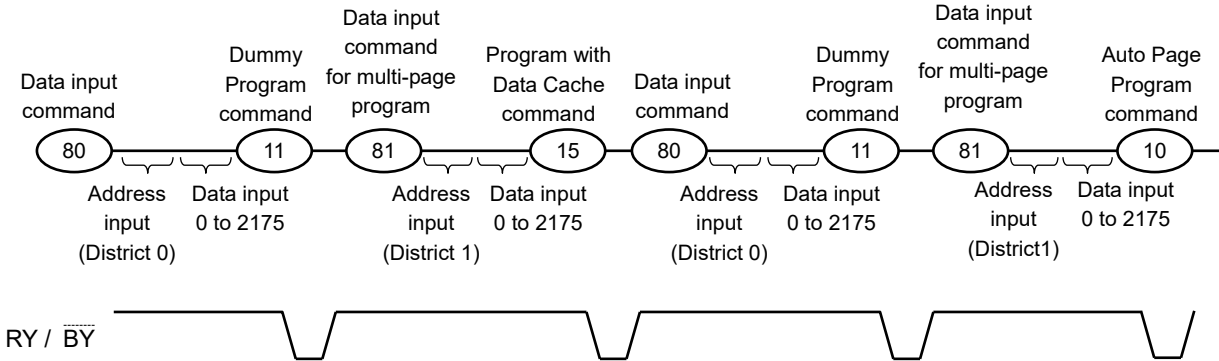 Data input
command
80
Address
input
(District 0)
Data input
0 to 2175
Dummy
Program
command
11
Data input
command
for multi-page
program
81
Address
input
(District 1)
Data input
0 to 2175
Program with
Data Cache
command
15
Data input
command
80
Address
input
(District 0)
Data input
0 to 2175
Dummy
Program
command
11
Data input
command
for multi-page
program
81
Address
input
(District1)
Data input
0 to 2175
Auto Page
Program
command
10
RY / BY